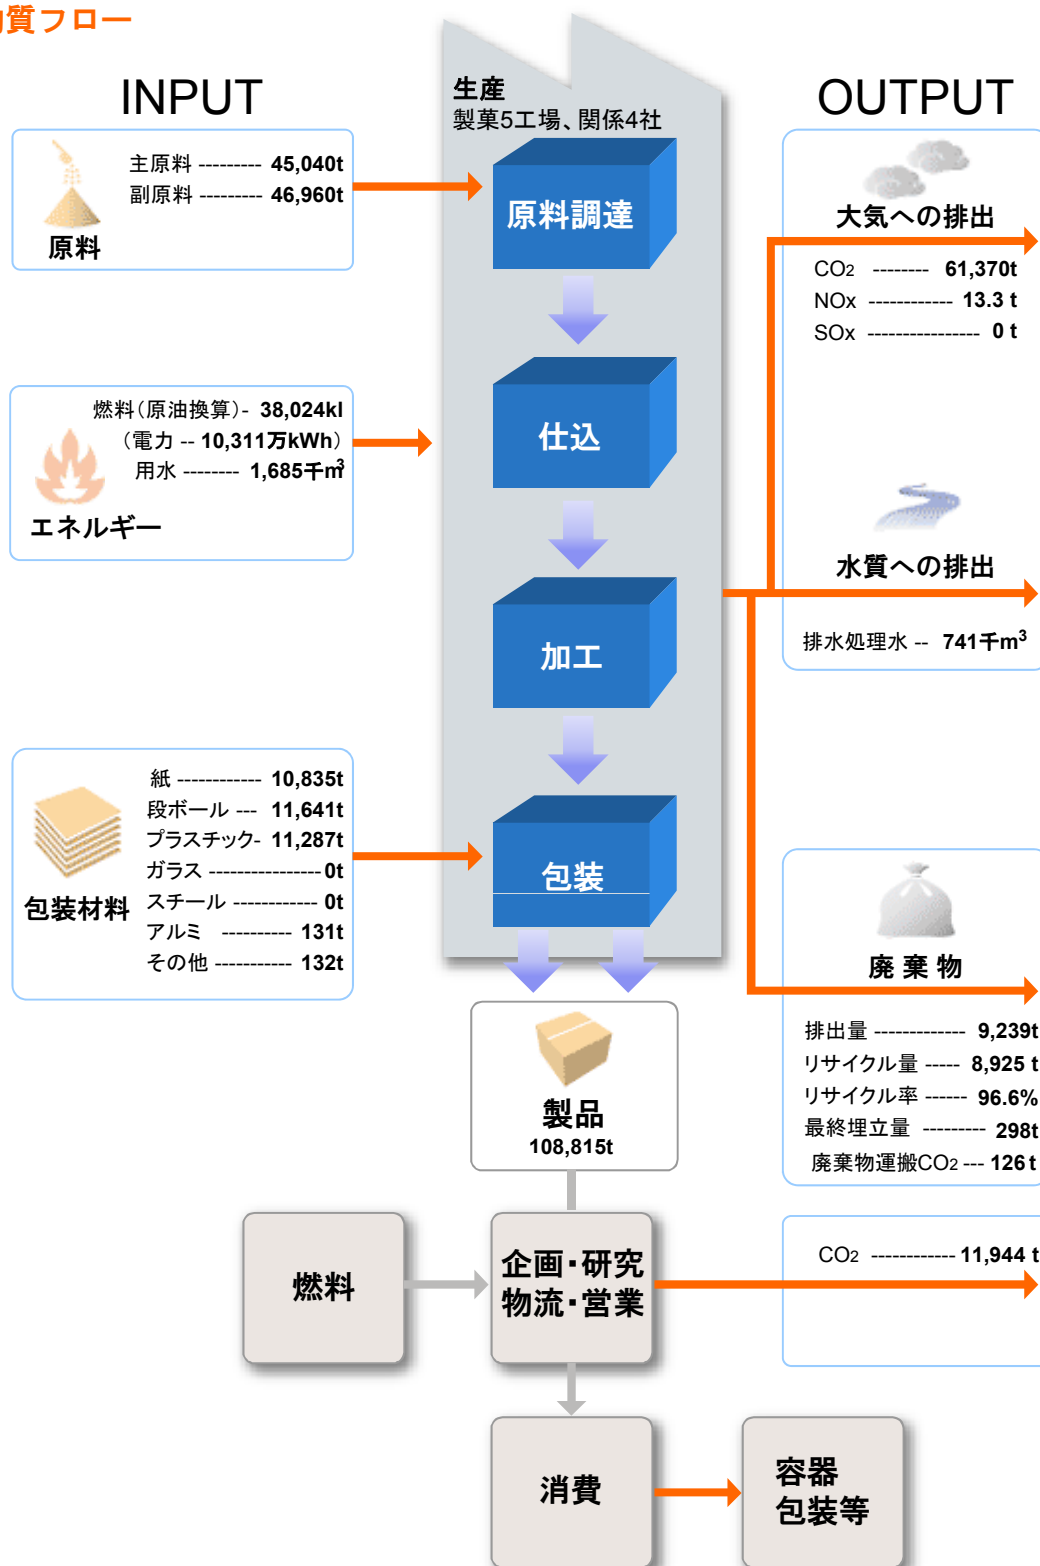 質フロー
INPUT
主原料 --------- 45,040t
副原料 --------- 46,960t
原料
燃料(原油換算)- 38,024kl
(電力 -- 10,311万kWh)
用水 -------- 1,685千m³
エネルギー
紙 ------------ 10,835t
段ボール --- 11,641t
プラスチック- 11,287t
ガラス ---------------- 0t
スチール ------------ 0t
アルミ ---------- 131t
その他 ----------- 132t
包装材料
生産
製菓5工場、関係4社
原料調達
仕込
加工
包装
製品
108,815t
燃料
企画・研究
物流・営業
消費
容器
包装等
OUTPUT
大気への排出
CO2 -------- 61,370t
NOx ------------ 13.3 t
SOx ---------------- 0 t
水質への排出
排水処理水 -- 741千m³
廃棄物
排出量 ------------- 9,239t
リサイクル量 ----- 8,925 t
リサイクル率 ------ 96.6%
最終埋立量 --------- 298t
廃棄物運搬CO2 --- 126 t
CO2 ------------ 11,944 t